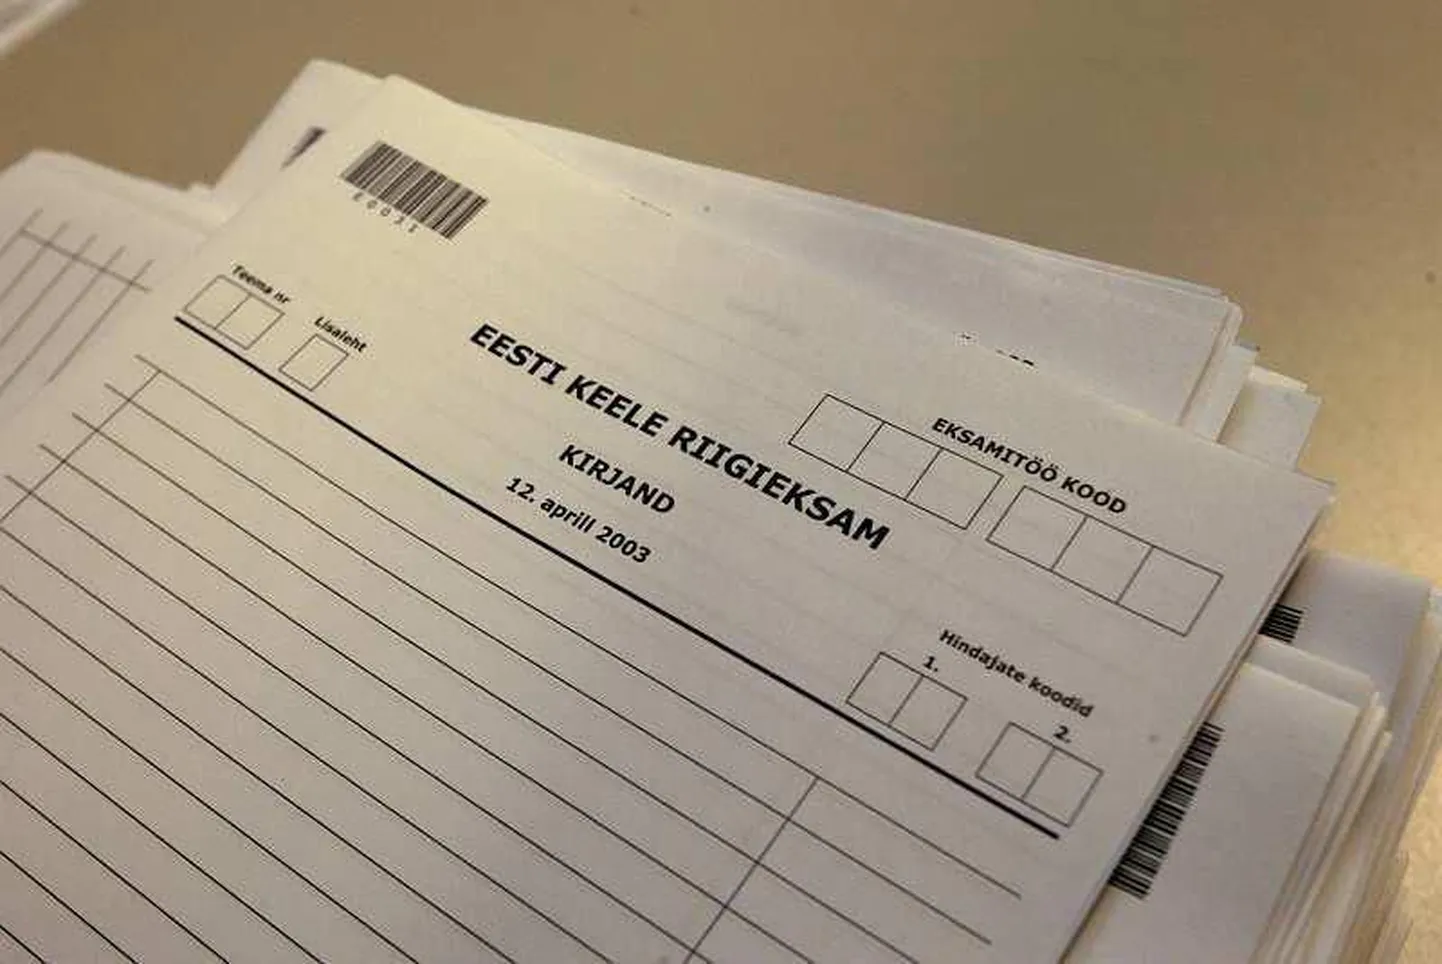 Teema nr
Lisaleht
EESTI KEELE RIIGIEKSAM
KIRJAND
12. aprill 2003
EKSAMITÖÖ KOOD
Hindajate koodid
1.
2.